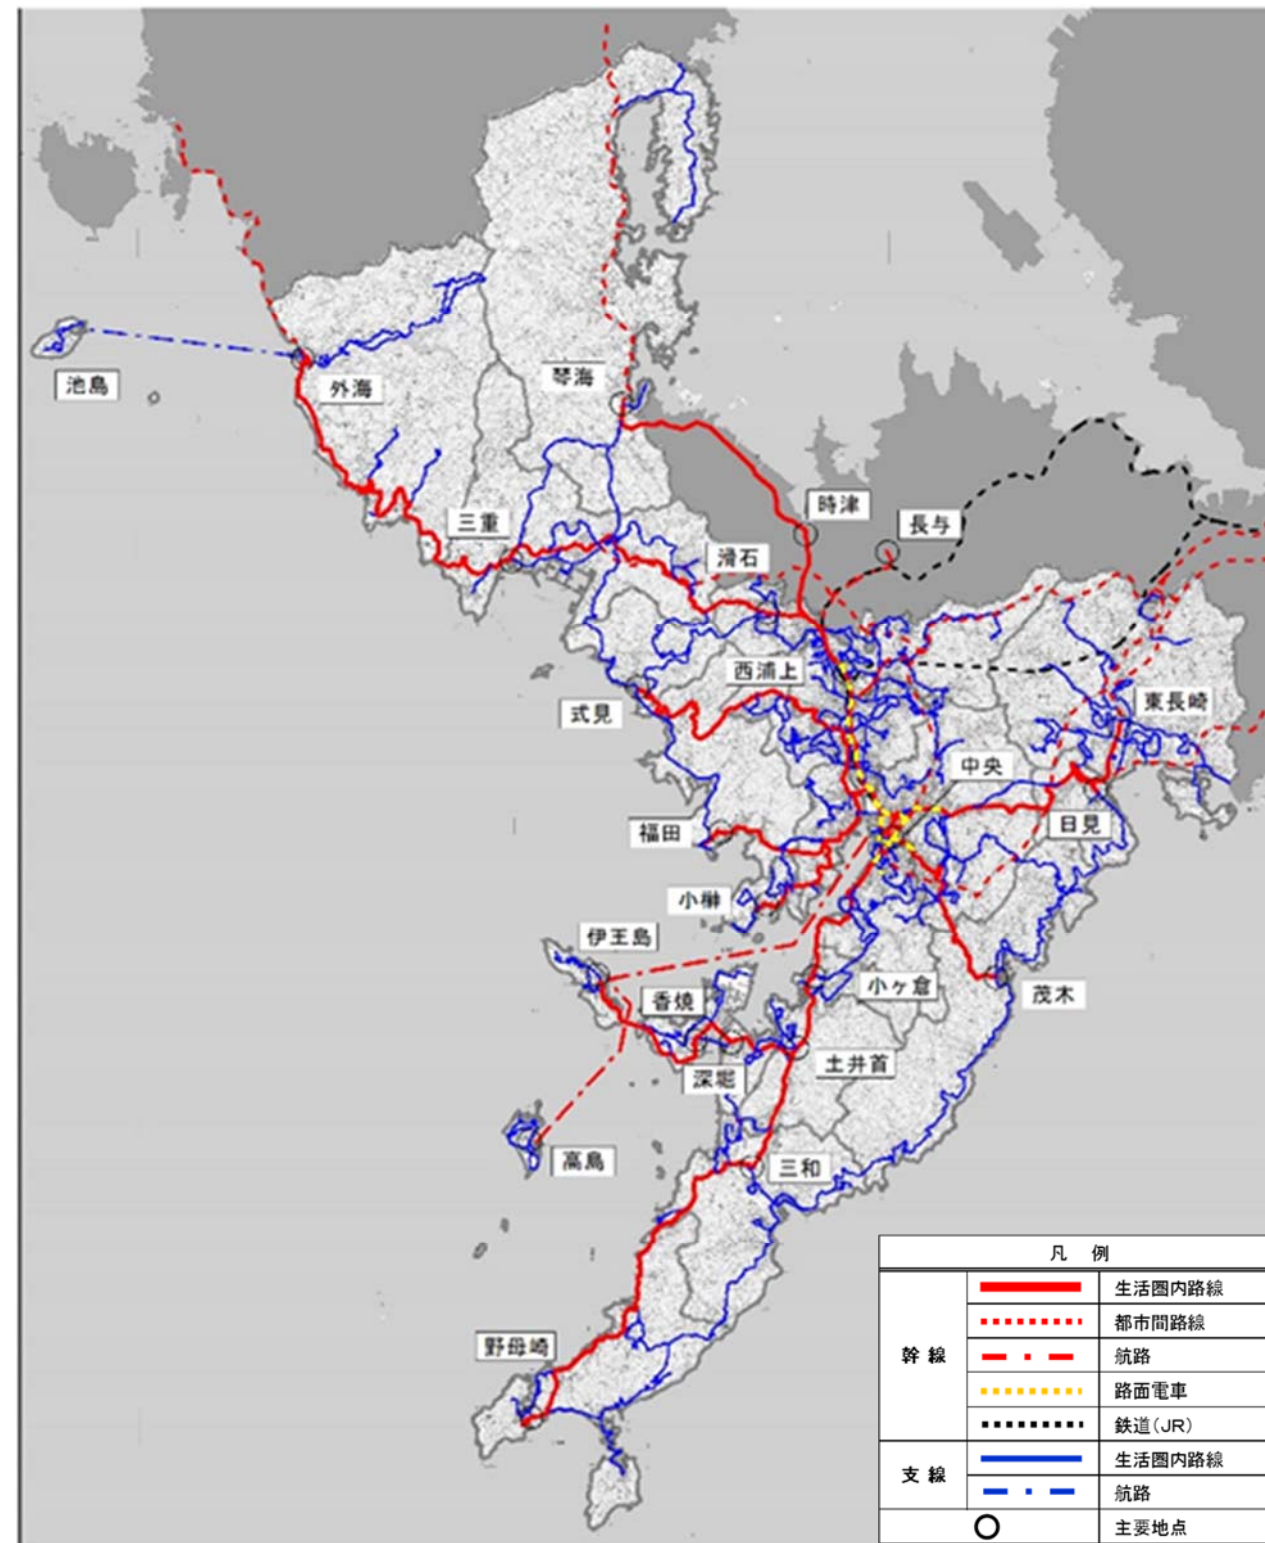 池島
外海
琴海
時津
長与
三重
滑石
西浦上
東長崎
式見
中央
日見
福田
小榊
伊王島
香焼
小ヶ倉
茂木
深堀
土井首
高島
三和
野母崎
凡 例
幹 線
生活圏内路線
都市間路線
航路
路面電車
鉄道(JR)
支 線
生活圏内路線
航路
主要地点